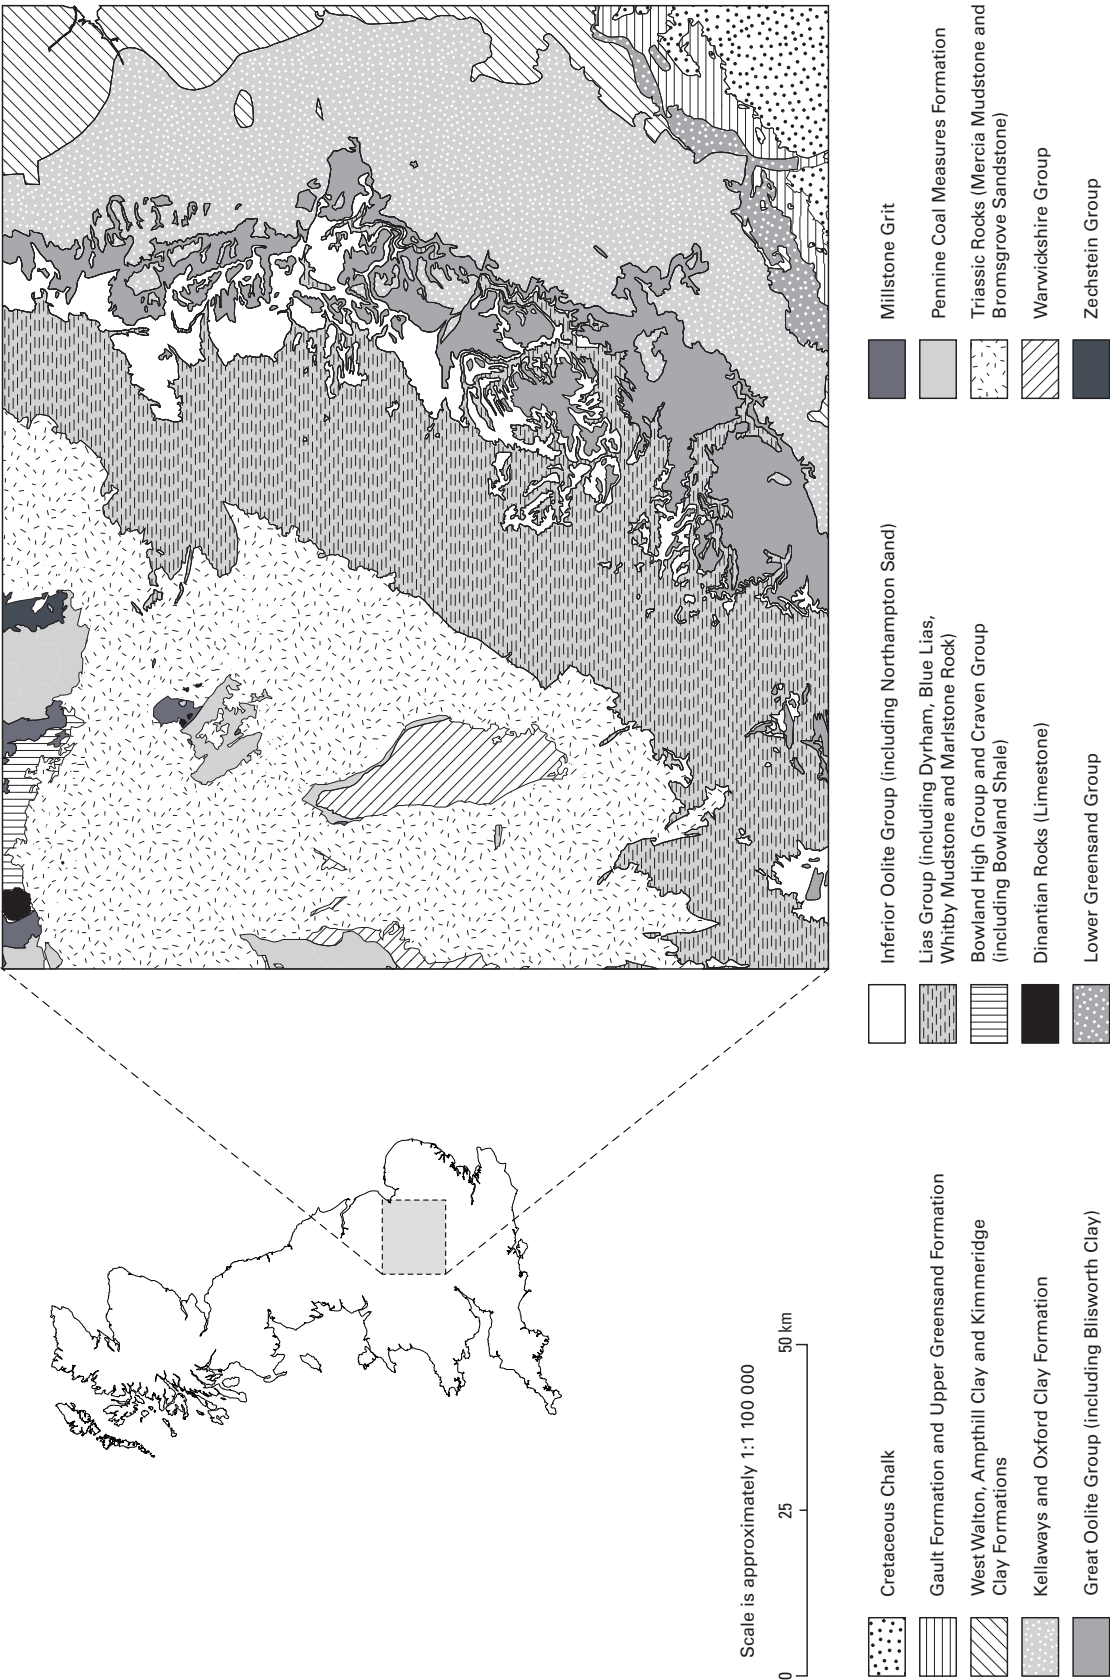 Scale is approximately 1:1 100 000
0
25
50 km
Cretaceous Chalk
Gault Formation and Upper Greensand Formation
West Walton, Ampthill Clay and Kimmeridge
Clay Formations
Kellaways and Oxford Clay Formation
Great Oolite Group (including Blisworth Clay)
Inferior Oolite Group (including Northampton Sand)
Lias Group (including Dyrham, Blue Lias,
Whitby Mudstone and Marlstone Rock)
Bowland High Group and Craven Group
(including Bowland Shale)
Dinantian Rocks (Limestone)
Lower Greensand Group
Millstone Grit
Pennine Coal Measures Formation
Triassic Rocks (Mercia Mudstone and
Bromsgrove Sandstone)
Warwickshire Group
Zechstein Group